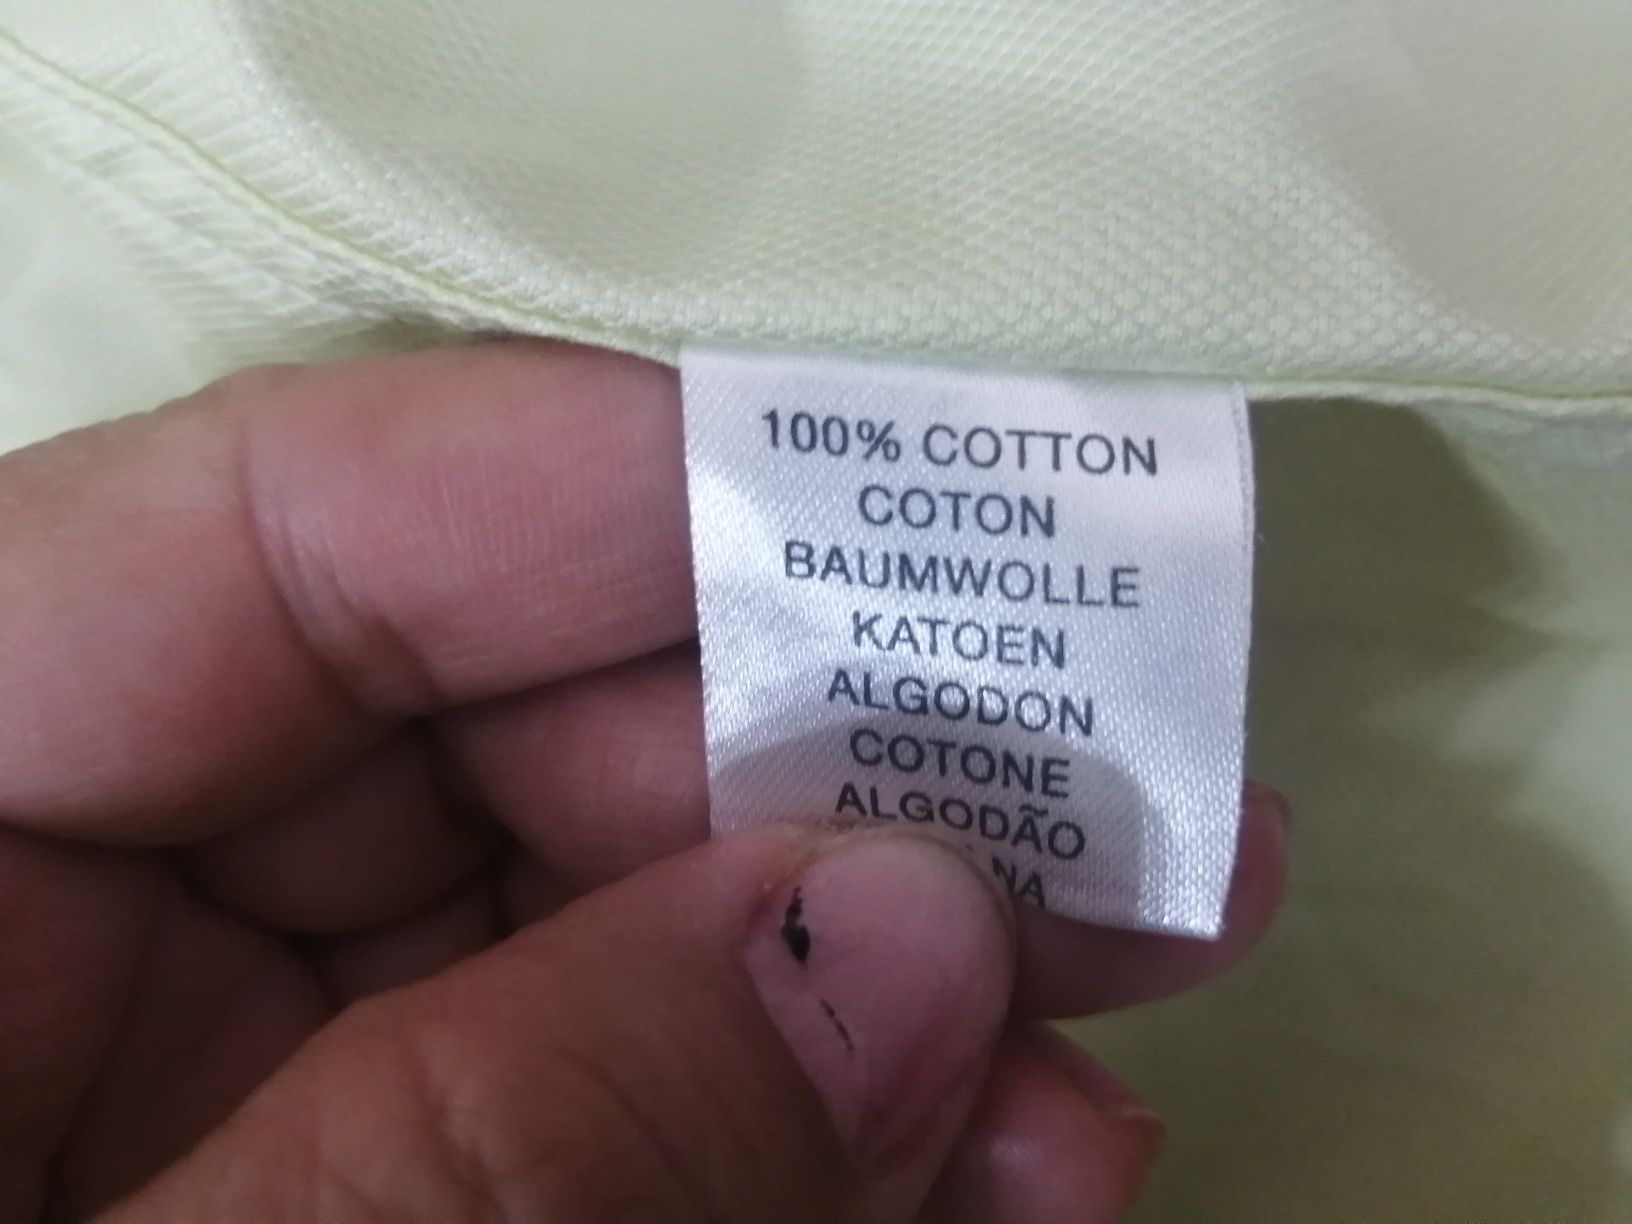 100% COTTON
COTON
BAUMWOLLE
KATOEN
ALGODON
COTONE
ALGODÃO